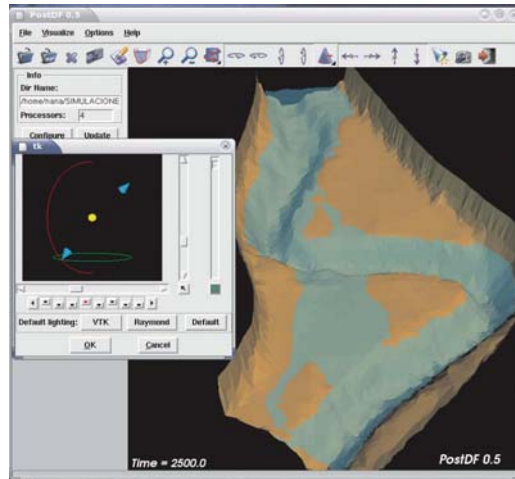 PostDF 0.5
File Visualize Options Help
Info
Dir Name:
/home/nana/SIMULACIONE
Processors: 4
Configure Update
tk
Default lighting: VTK Raymond Default
OK Cancel
Time = 2500.0
PostDF 0.5